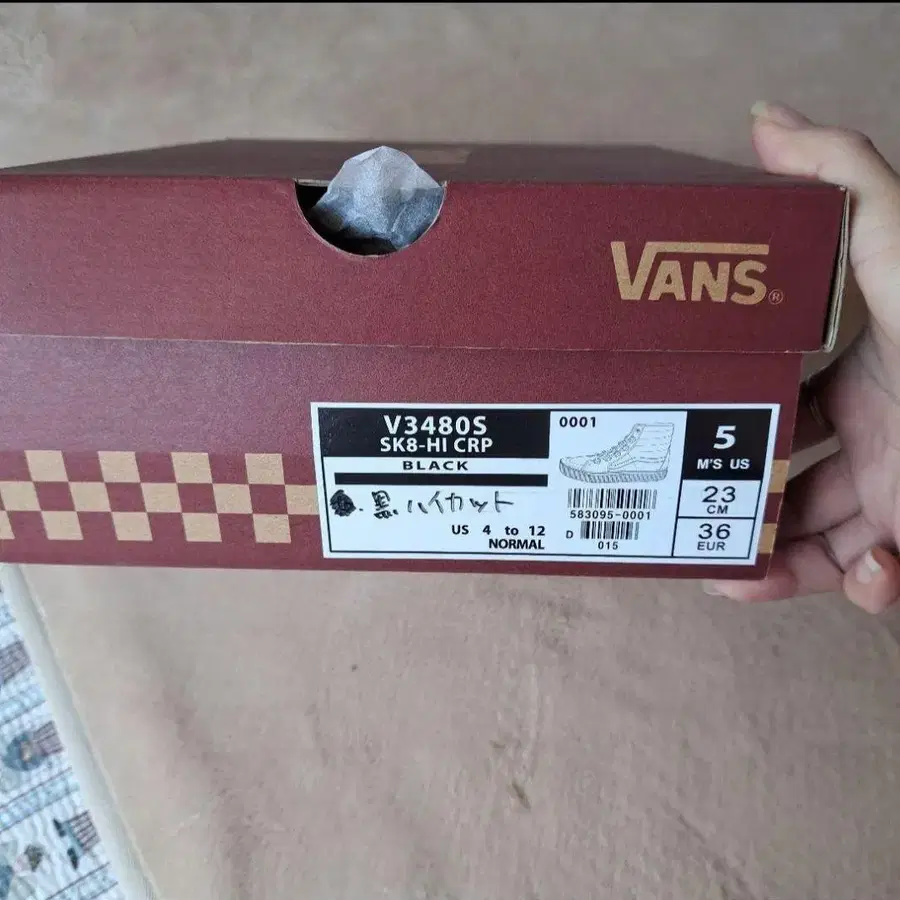 VANS®
V3480S
SK8-HI CRP
BLACK
黒ハイカット
US 4 to 12
NORMAL
0001
583095-0001
D
015
5
M'S US
23
CM
36
EUR